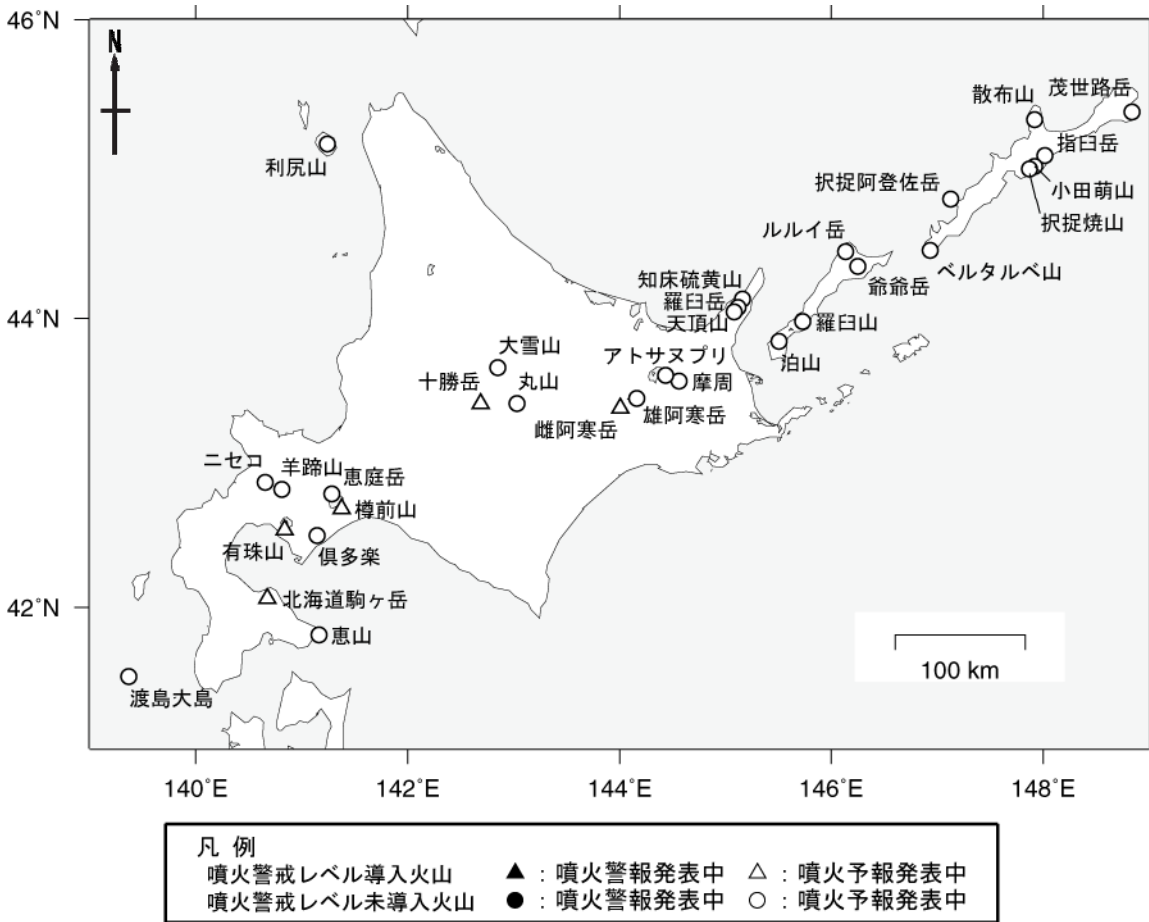 46°N
N
散布山
茂世路岳
指臼岳
利尻山
択捉阿登佐岳
小田萌山
択捉焼山
ルルイ岳
ベルタルベ山
爺爺岳
知床硫黄山
羅臼岳
44°N
天頂山
羅臼山
大雪山
アトサヌプリ
泊山
十勝岳
丸山
摩周
雌阿寒岳
雄阿寒岳
ニセコ
羊蹄山
恵庭岳
樽前山
有珠山
倶多楽
42°N
北海道駒ヶ岳
恵山
100 km
渡島大島
140°E
142°E
144°E
146°E
148°E
凡 例
噴火警戒レベル導入火山 ▲ : 噴火警報発表中 △ : 噴火予報発表中
噴火警戒レベル未導入火山 ● : 噴火警報発表中 ○ : 噴火予報発表中